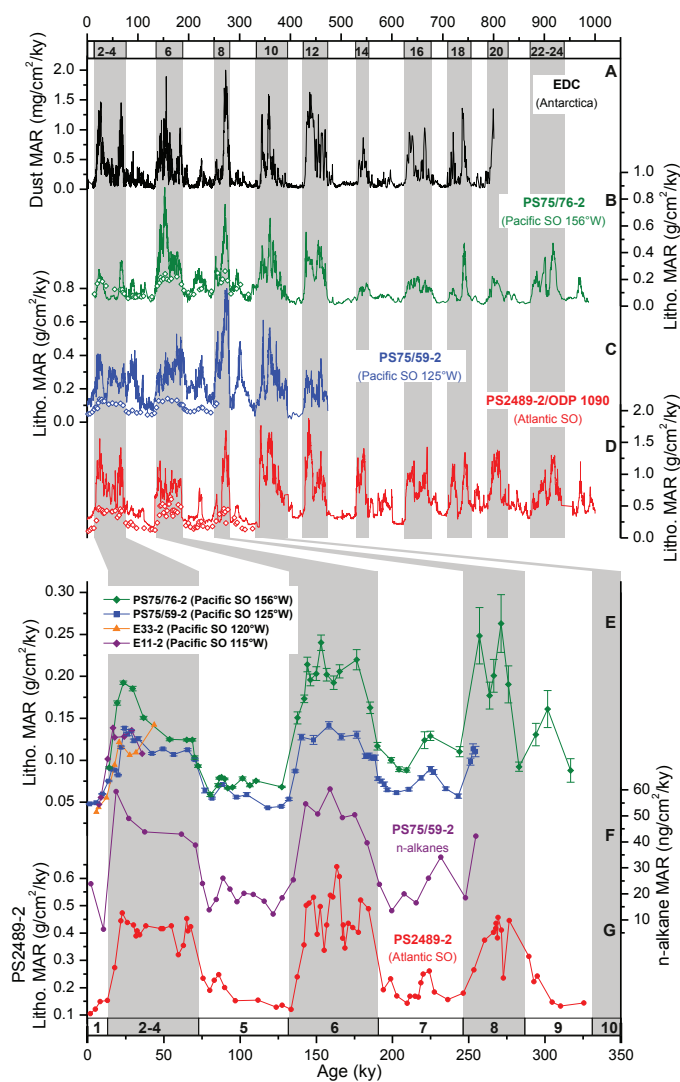 0 50 100 150 200 250 300 350 400 450 500 550 600 650 700 750 800 850 900 950 1000
2-4 6 8 10 12 14 16 18 20 22-24
A
EDC
(Antarctica)
Dust MAR (mg/cm²/ky)
2.0
1.5
1.0
0.5
0.0
B
PS75/76-2
(Pacific SO 156°W)
Litho. MAR (g/cm²/ky)
1.0
0.8
0.6
0.4
0.2
0.0
C
PS75/59-2
(Pacific SO 125°W)
Litho. MAR (g/cm²/ky)
0.8
0.4
0.2
0.0
D
PS2489-2/ODP 1090
(Atlantic SO)
Litho. MAR (g/cm²/ky)
2.0
1.5
1.0
0.5
0.0
E
PS75/76-2 (Pacific SO 156°W)
PS75/59-2 (Pacific SO 125°W)
E33-2 (Pacific SO 120°W)
E11-2 (Pacific SO 115°W)
Litho. MAR (g/cm²/ky)
0.30
0.25
0.20
0.15
0.10
0.05
F
PS75/59-2
n-alkanes
n-alkane MAR (ng/cm²/ky)
60
50
40
30
20
10
G
PS2489-2
(Atlantic SO)
PS2489-2
Litho. MAR (g/cm²/ky)
0.6
0.5
0.4
0.3
0.2
0.1
1 2-4 5 6 7 8 9 10
0 50 100 150 200 250 300 350
Age (ky)